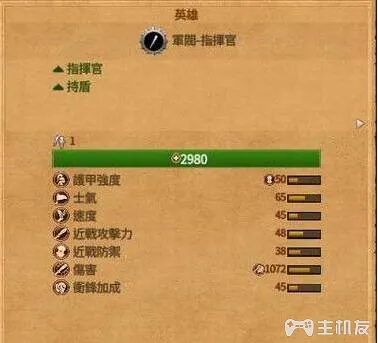 英雄
軍閥-指揮官
指揮官
持盾
1
2980
護甲強度 50
士氣 65
速度 45
近戰攻擊力 48
近戰防禦 38
傷害 1072
衝鋒加成 45
主机友